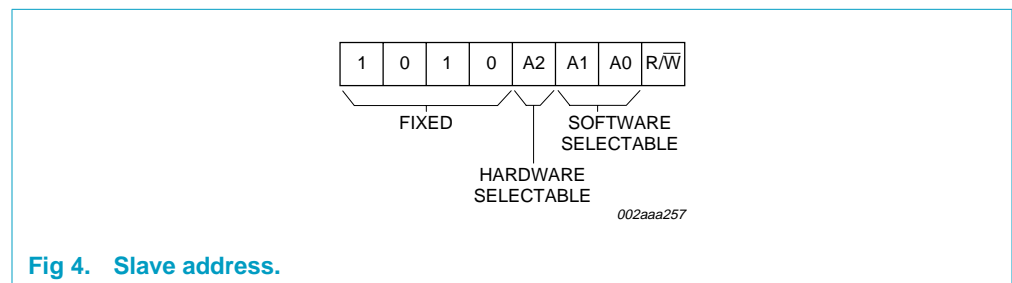 1 0 1 0 A2 A1 A0 R/W̅
FIXED
SOFTWARE
SELECTABLE
HARDWARE
SELECTABLE
002aaa257
Fig 4. Slave address.